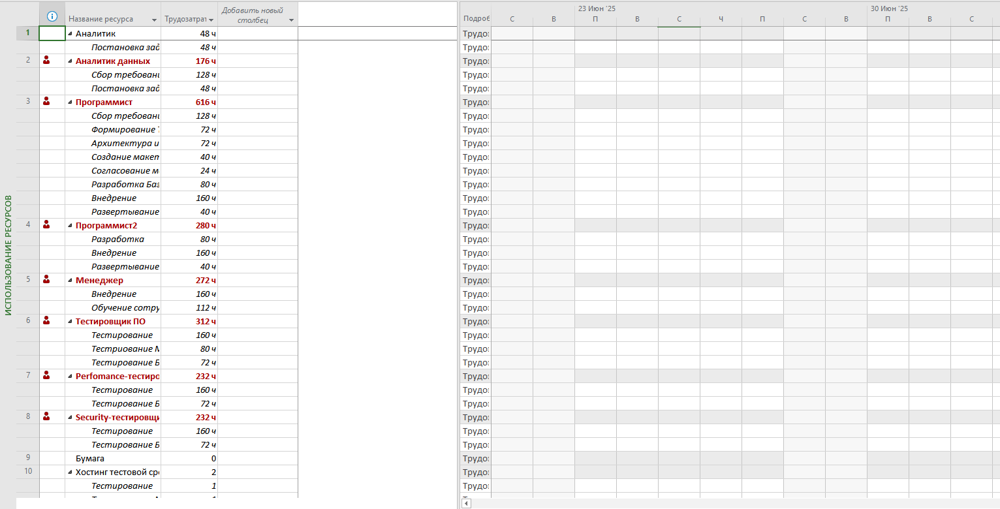 Добавить новый столбец
23 Июн '25
30 Июн '25
Название ресурса
Трудозатрат
Подроб
С В П В С Ч П С В П В С
1 Аналитик 48 ч Трудоз
Постановка зад 48 ч Трудоз
2 Аналитик данных 176 ч Трудоз
Сбор требовани 128 ч Трудоз
Постановка зад 48 ч Трудоз
3 Программист 616 ч Трудоз
Сбор требовани 128 ч Трудоз
Формирование Т 72 ч Трудоз
Архитектура и 72 ч Трудоз
Создание макет 40 ч Трудоз
Согласование м 24 ч Трудоз
Разработка Баз 80 ч Трудоз
Внедрение 160 ч Трудоз
Развертывание 40 ч Трудоз
4 Программист2 280 ч Трудоз
Разработка 80 ч Трудоз
Внедрение 160 ч Трудоз
Развертывание 40 ч Трудоз
5 Менеджер 272 ч Трудоз
Внедрение 160 ч Трудоз
Обучение сотру 112 ч Трудоз
6 Тестировщик ПО 312 ч Трудоз
Тестирование 160 ч Трудоз
Тестриование М 80 ч Трудоз
Тестирование Б 72 ч Трудоз
7 Perfomance-тестиро 232 ч Трудоз
Тестирование 160 ч Трудоз
Тестирование Б 72 ч Трудоз
8 Security-тестировщи 232 ч Трудоз
Тестирование 160 ч Трудоз
Тестирование Б 72 ч Трудоз
9 Бумага 0 Трудоз
10 Хостинг тестовой сре 2 Трудоз
Тестирование 1 Трудоз
ИСПОЛЬЗОВАНИЕ РЕСУРСОВ